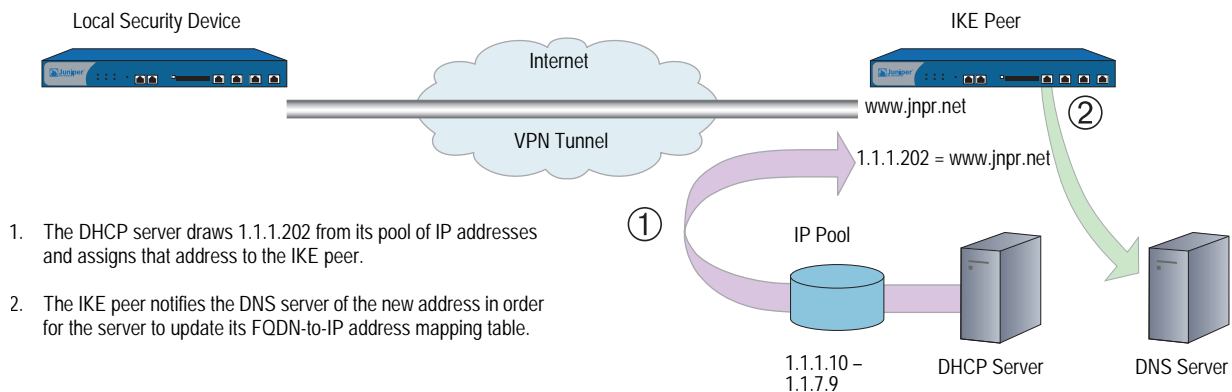 Local Security Device
IKE Peer
Juniper
Juniper
Internet
VPN Tunnel
www.jnpr.net
②
1.1.1.202 = www.jnpr.net
①
1. The DHCP server draws 1.1.1.202 from its pool of IP addresses
and assigns that address to the IKE peer.
2. The IKE peer notifies the DNS server of the new address in order
for the server to update its FQDN-to-IP address mapping table.
IP Pool
1.1.1.10 –
1.1.7.9
DHCP Server
DNS Server